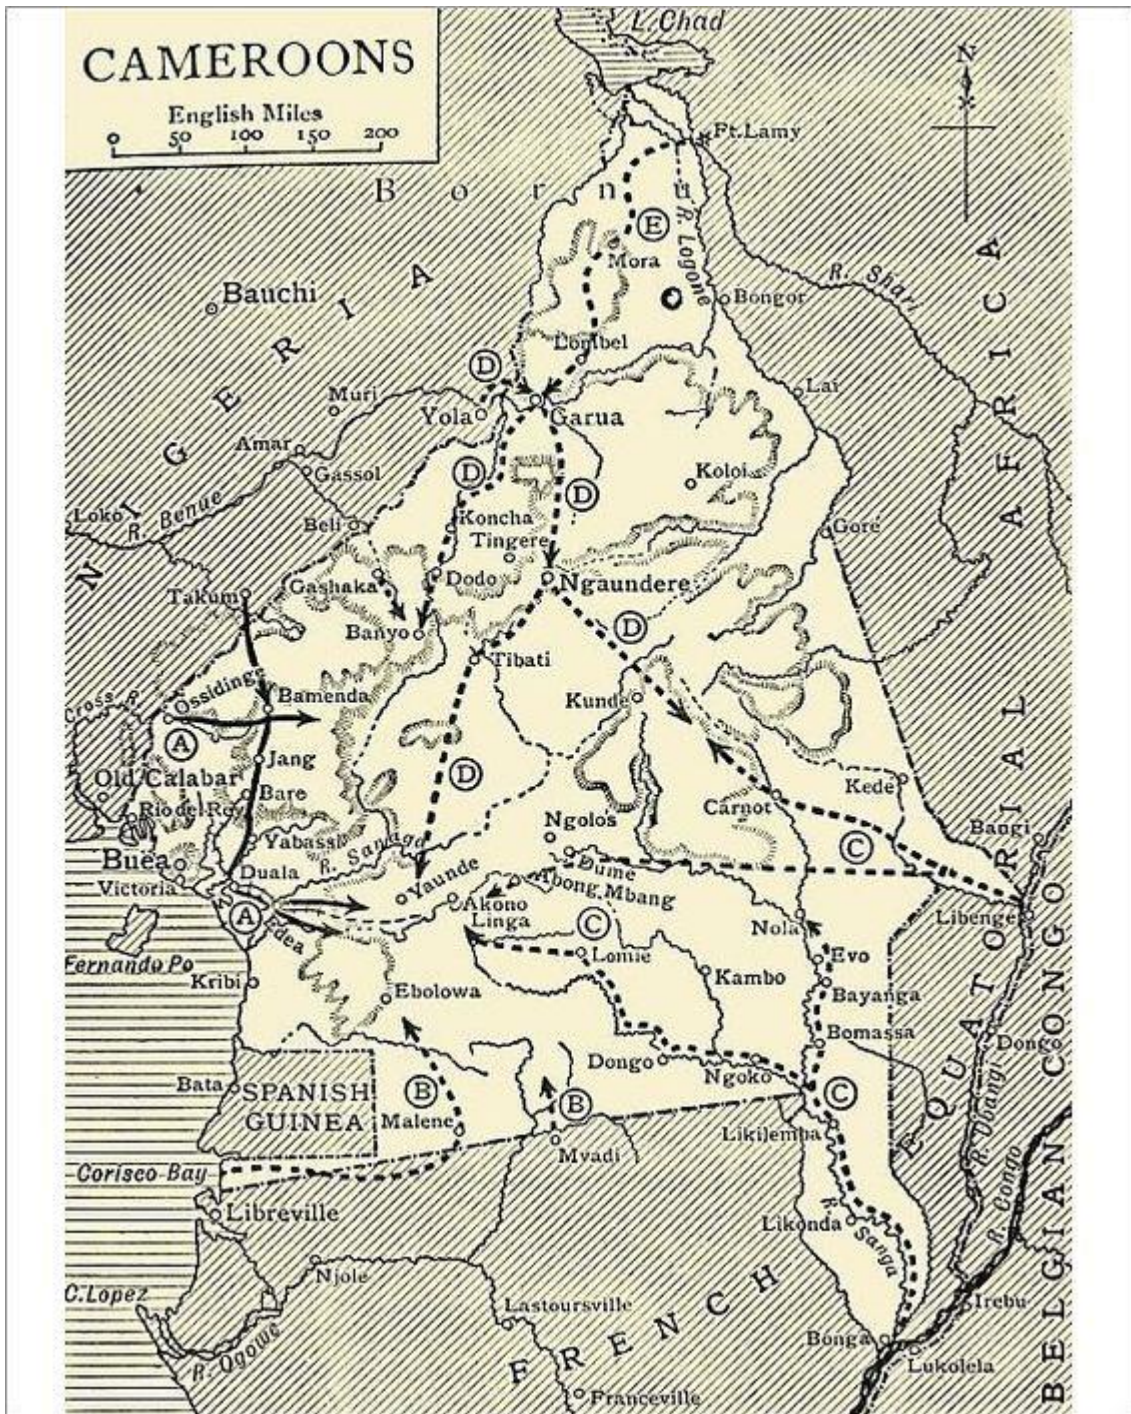 CAMEROONS
English Miles
0 50 100 150 200
L. Chad
N
Ft. Lamy
Bornu
E
R. Logone
Mora
R. Shari
Bauchi
Bongor
NIGERIA
Lombel
D
Lai
Muri
Yola
Garua
Amar
Gassol
D
D
Koloi
Loko
R. Benue
Beli
Koncha
Tingere
Gore
Gashaka
Dodo
Ngaundere
Takum
Banyo
D
Tibati
Cross R.
Ossidinge
Bamenda
Kunde
A
Jang
D
Old Calabar
Bare
Carnot
Kede
Rio del Rey
Ngolos
Bangi
Yabassi
R. Sanaga
C
Buea
Duala
Dume
Victoria
Yaunde
Abong Mbang
A
Edea
Akono
Linga
C
Nola
Libenge
Fernando Po
Lomie
Evo
Kribi
Ebolowa
Kambo
Bayanga
Bomassa
Dongo
Dongo
Bata
SPANISH
GUINEA
B
Ngoko
B
C
Malene
Likilemba
Mvadi
R. Ubangi
Corisco Bay
R. Congo
Libreville
Likonda
R. Sanga
Njole
C. Lopez
Lastoursville
Irebu
R. Ogowe
Bonga
Lukolela
Franceville
FRENCH EQUATORIAL AFRICA
BELGIAN CONGO